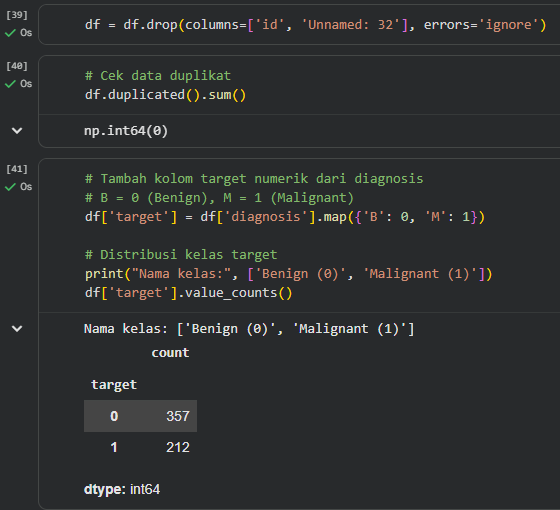 [39]
0s
df = df.drop(columns=['id', 'Unnamed: 32'], errors='ignore')
[40]
0s
# Cek data duplikat
df.duplicated().sum()
np.int64(0)
[41]
0s
# Tambah kolom target numerik dari diagnosis
# B = 0 (Benign), M = 1 (Malignant)
df['target'] = df['diagnosis'].map({'B': 0, 'M': 1})
# Distribusi kelas target
print("Nama kelas:", ['Benign (0)', 'Malignant (1)'])
df['target'].value_counts()
Nama kelas: ['Benign (0)', 'Malignant (1)']
count
target
0 357
1 212
dtype: int64